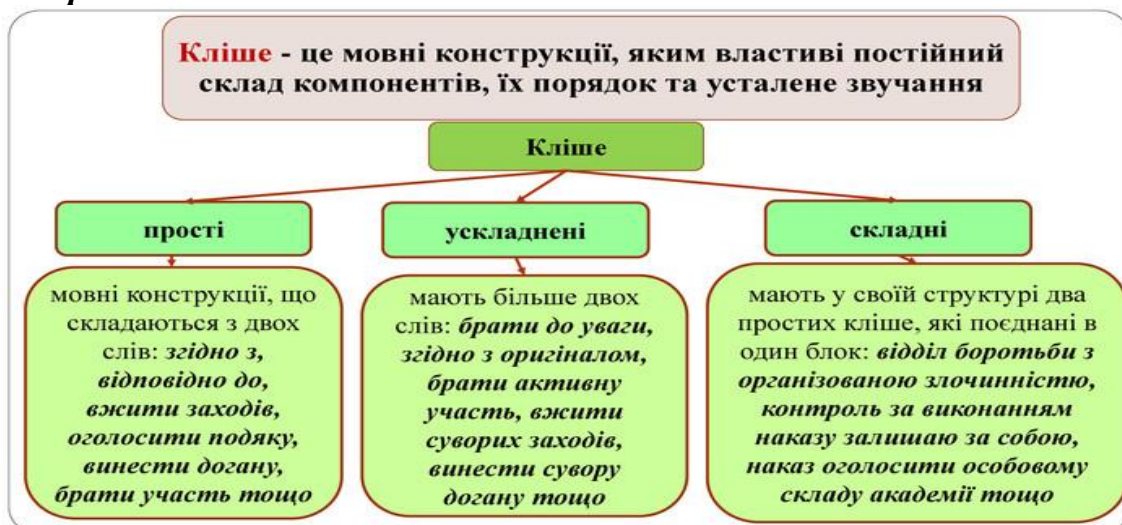 Кліше - це мовні конструкції, яким властиві постійний
склад компонентів, їх порядок та усталене звучання
Кліше
прості
мовні конструкції, що
складаються з двох
слів: згідно з,
відповідно до,
вжити заходів,
оголосити подяку,
винести догану,
брати участь тощо
ускладнені
мають більше двох
слів: брати до уваги,
згідно з оригіналом,
брати активну
участь, вжити
суворих заходів,
винести сувору
догану тощо
складні
мають у своїй структурі два
простих кліше, які поєднані в
один блок: відділ боротьби з
організованою злочинністю,
контроль за виконанням
наказу залишаю за собою,
наказ оголосити особовому
складу академії тощо